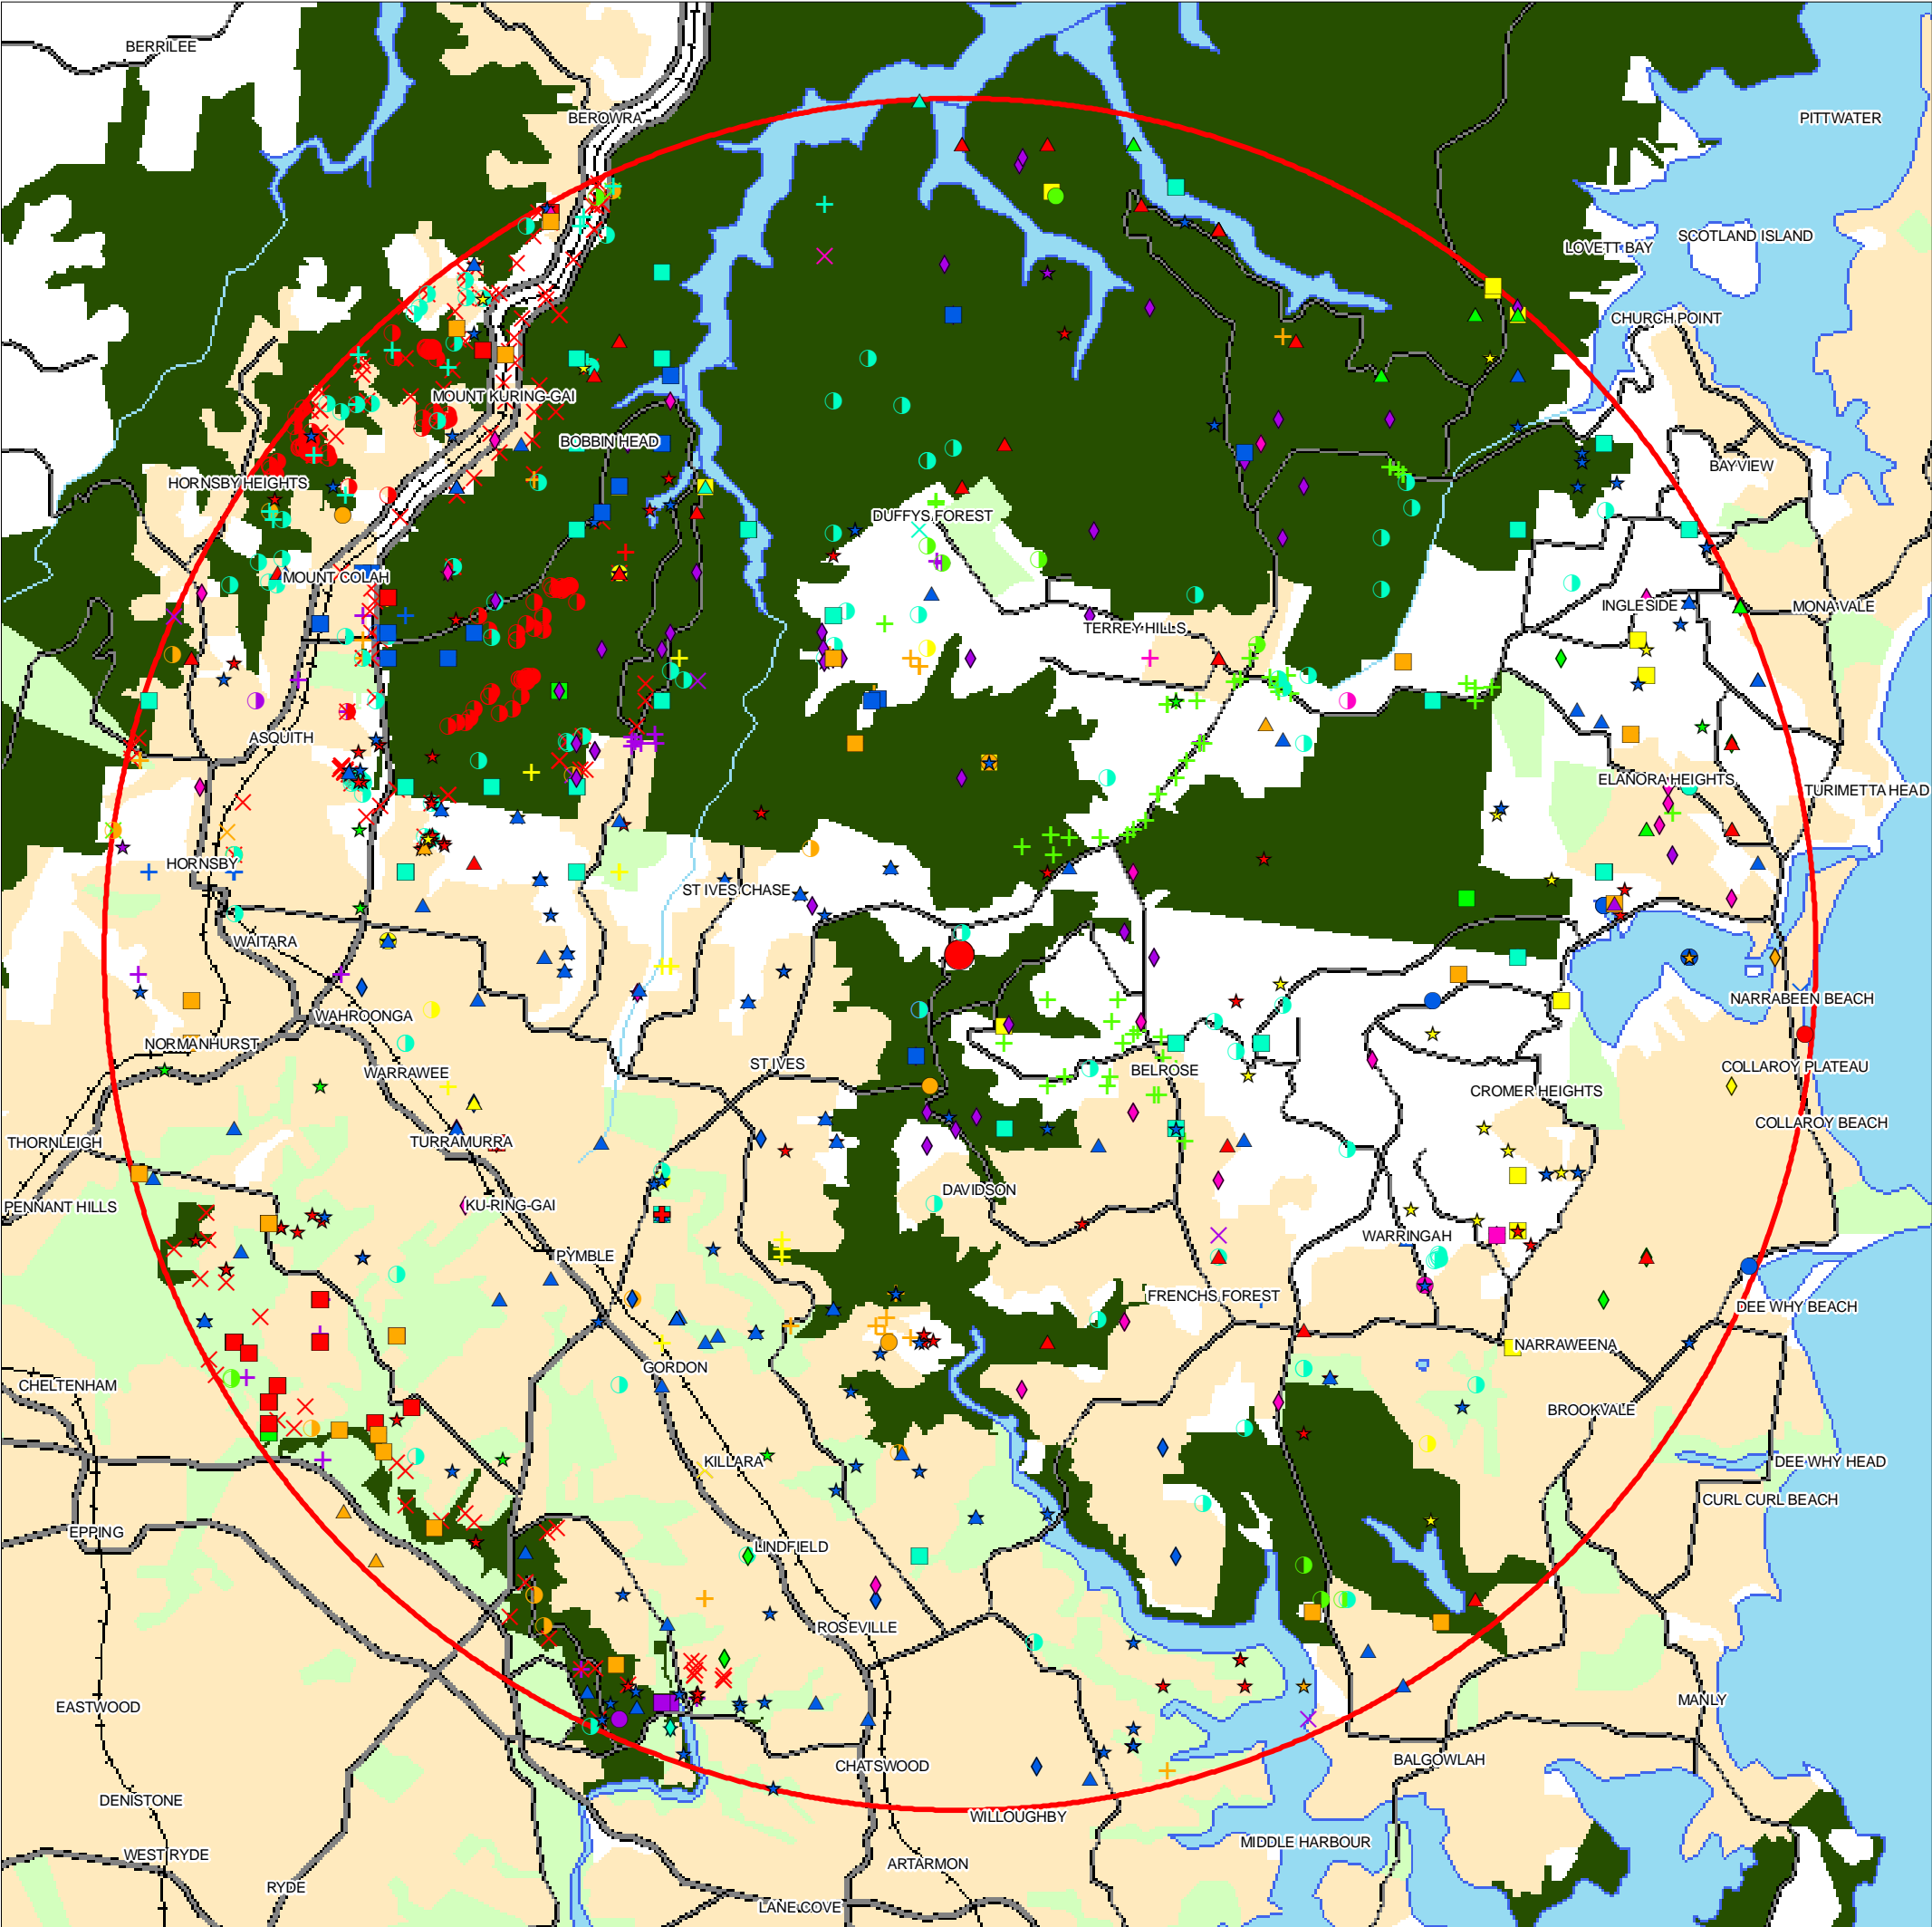 BERRILEE
BEROWRA
PITTWATER
SCOTLAND ISLAND
LOVETT BAY
CHURCH POINT
MOUNT KURING-GAI
BOBBIN HEAD
BAYVIEW
HORNSBY HEIGHTS
DUFFYS FOREST
MOUNT COLAH
INGLESIDE
MONA VALE
TERREY HILLS
ASQUITH
ELANORA HEIGHTS
TURIMETTA HEAD
HORNSBY
ST IVES CHASE
WAITARA
NARRABEEN BEACH
WAHROONGA
NORMANHURST
ST IVES
COLLAROY PLATEAU
WARRAWEE
BELROSE
CROMER HEIGHTS
COLLAROY BEACH
THORNLEIGH
TURRAMURRA
DAVIDSON
PENNANT HILLS
KU-RING-GAI
WARRINGAH
PYMBLE
FRENCHS FOREST
DEE WHY BEACH
NARRAWEENA
GORDON
CHELTENHAM
BROOKVALE
KILLARA
DEE WHY HEAD
CURL CURL BEACH
EPPING
LINDFIELD
ROSEVILLE
EASTWOOD
MANLY
CHATSWOOD
BALGOWLAH
DENISTONE
WILLOUGHBY
MIDDLE HARBOUR
WEST RYDE
ARTARMON
RYDE
LANE COVE